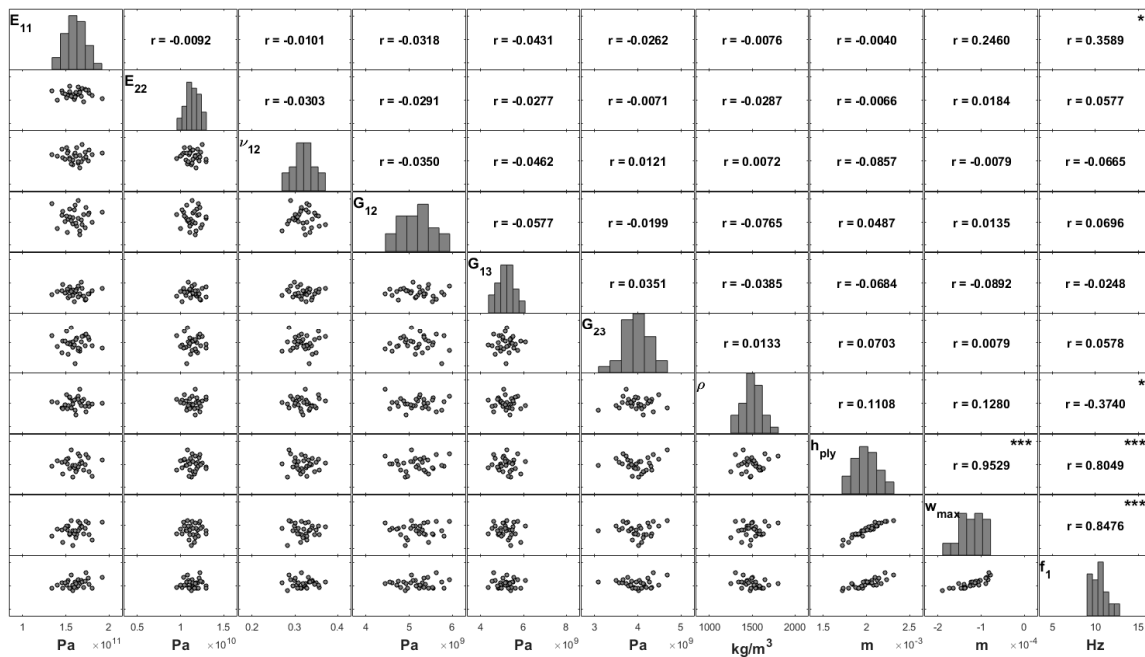 E11 *
r = -0.0092 r = -0.0101 r = -0.0318 r = -0.0431 r = -0.0262 r = -0.0076 r = -0.0040 r = 0.2460 r = 0.3589
E22
r = -0.0303 r = -0.0291 r = -0.0277 r = -0.0071 r = -0.0287 r = -0.0066 r = 0.0184 r = 0.0577
ν12
r = -0.0350 r = -0.0462 r = 0.0121 r = 0.0072 r = -0.0857 r = -0.0079 r = -0.0665
G12
r = -0.0577 r = -0.0199 r = -0.0765 r = 0.0487 r = 0.0135 r = 0.0696
G13
r = 0.0351 r = -0.0385 r = -0.0684 r = -0.0892 r = -0.0248
G23
r = 0.0133 r = 0.0703 r = 0.0079 r = 0.0578
ρ *
r = 0.1108 r = 0.1280 r = -0.3740
hply *** ***
r = 0.9529 r = 0.8049
wmax ***
r = 0.8476
f1
1 1.5 2 0.5 1 1.5 0.2 0.3 0.4 4 5 6 4 6 8 3 4 5 1000 1500 2000 1.5 2 2.5 -2 -1 0 5 10 15
Pa ×10^11 Pa ×10^10 Pa ×10^9 Pa ×10^9 Pa ×10^9 kg/m³ m ×10^-3 m ×10^-4 Hz